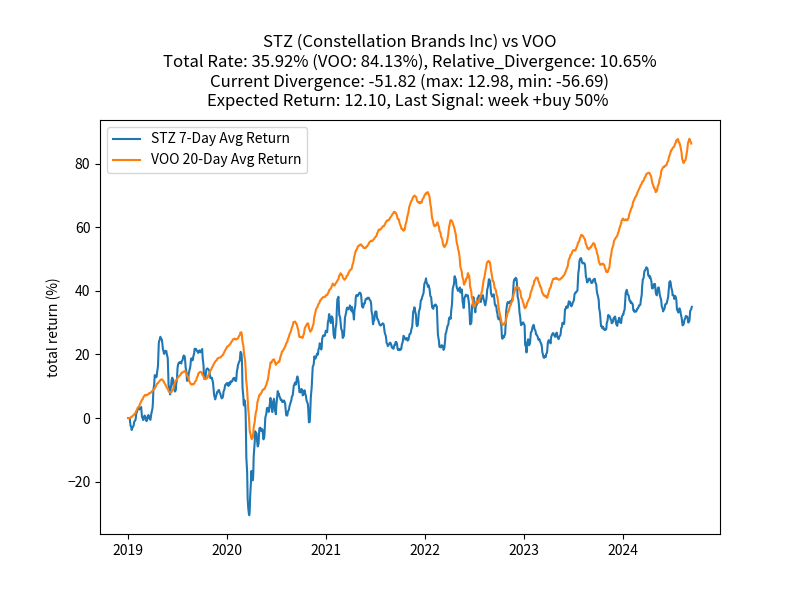 STZ (Constellation Brands Inc) vs VOO
Total Rate: 35.92% (VOO: 84.13%), Relative_Divergence: 10.65%
Current Divergence: -51.82 (max: 12.98, min: -56.69)
Expected Return: 12.10, Last Signal: week +buy 50%
STZ 7-Day Avg Return
VOO 20-Day Avg Return
total return (%)
80
60
40
20
0
−20
2019
2020
2021
2022
2023
2024